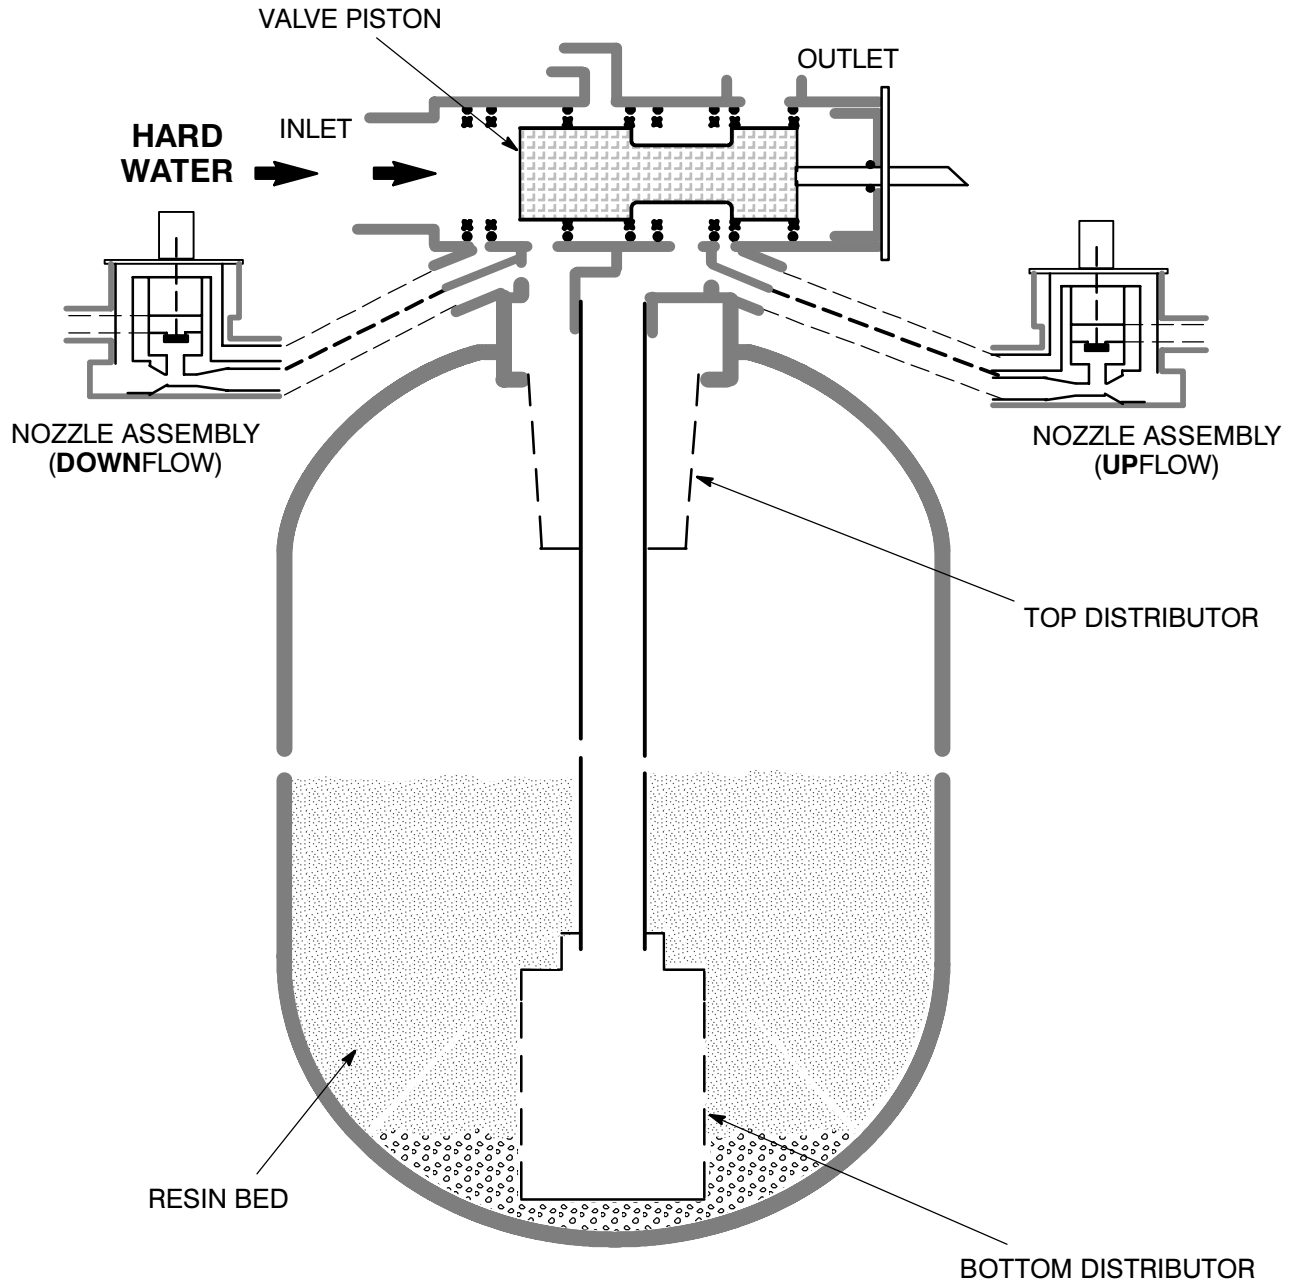 VALVE PISTON
OUTLET
INLET
HARD
WATER
NOZZLE ASSEMBLY
(DOWNFLOW)
NOZZLE ASSEMBLY
(UPFLOW)
TOP DISTRIBUTOR
RESIN BED
BOTTOM DISTRIBUTOR